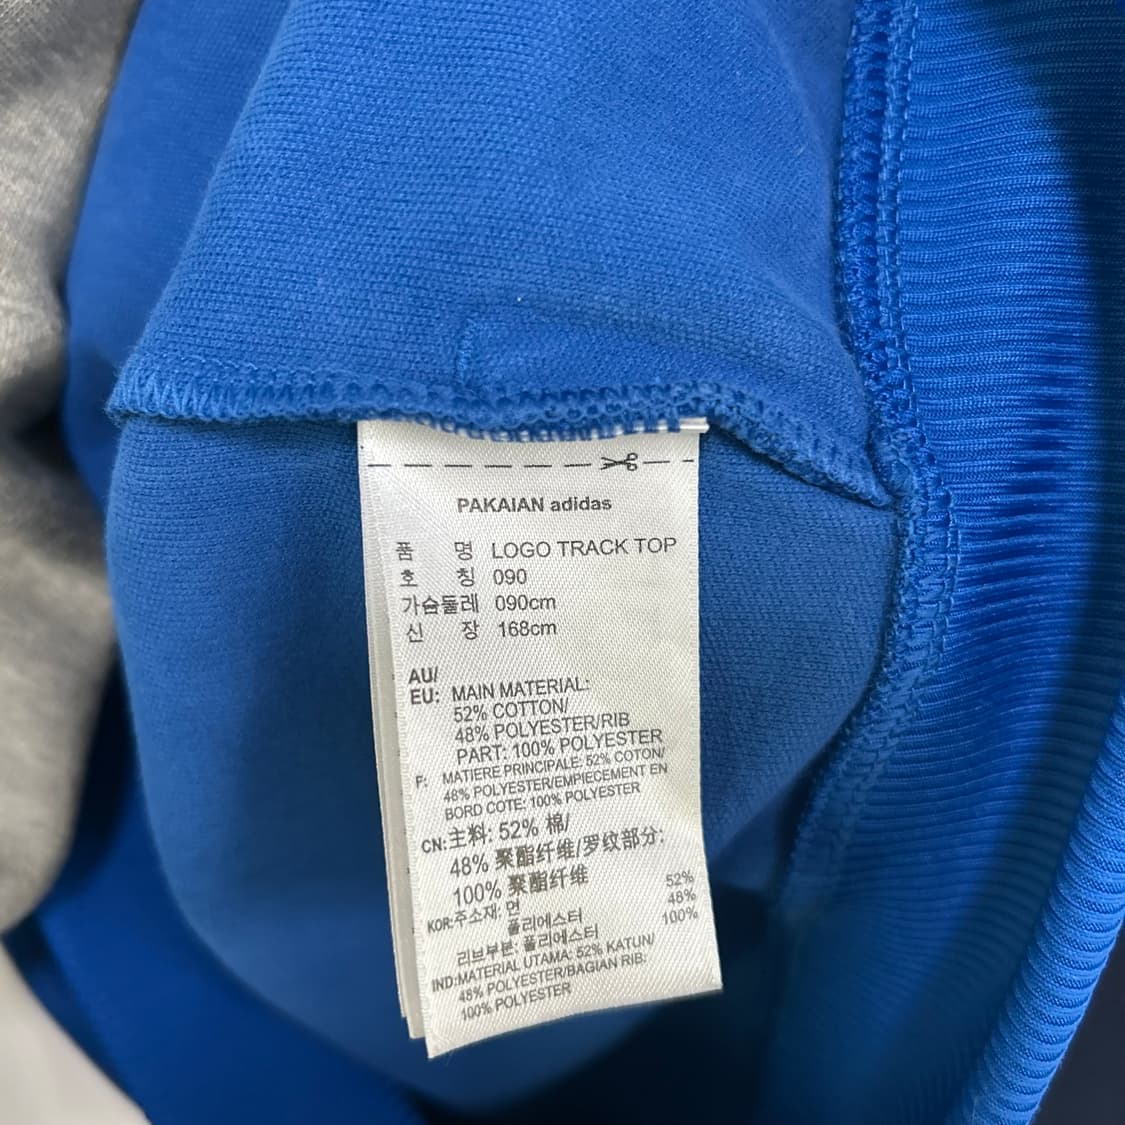 PAKAIAN adidas
품 명 LOGO TRACK TOP
호 칭 090
가슴둘레 090cm
신 장 168cm
AU/
EU: MAIN MATERIAL:
52% COTTON/
48% POLYESTER/RIB
PART: 100% POLYESTER
F: MATIERE PRINCIPALE: 52% COTON/
48% POLYESTER/EMPIECEMENT EN
BORD COTE: 100% POLYESTER
CN:主料: 52% 棉/
48% 聚酯纤维/罗纹部分:
100% 聚酯纤维
KOR:주소재: 면 52%
폴리에스터 48%
리브부분: 폴리에스터 100%
IND:MATERIAL UTAMA: 52% KATUN/
48% POLYESTER/BAGIAN RIB:
100% POLYESTER